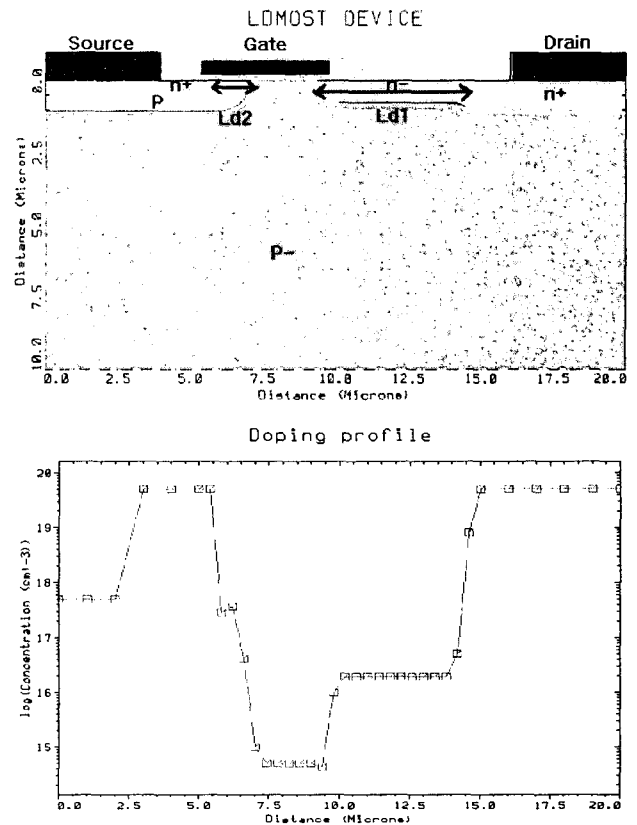 LDMOST DEVICE
Source Gate Drain
0.0 2.5 5.0 7.5 10.0
Distance (Microns)
n+ n- n+
p
Ld2 Ld1
P-
0.0 2.5 5.0 7.5 10.0 12.5 15.0 17.5 20.0
Distance (Microns)
Doping profile
20
19
18
17
16
15
log(Concentration (cm-3))
0.0 2.5 5.0 7.5 10.0 12.5 15.0 17.5 20.0
Distance (Microns)